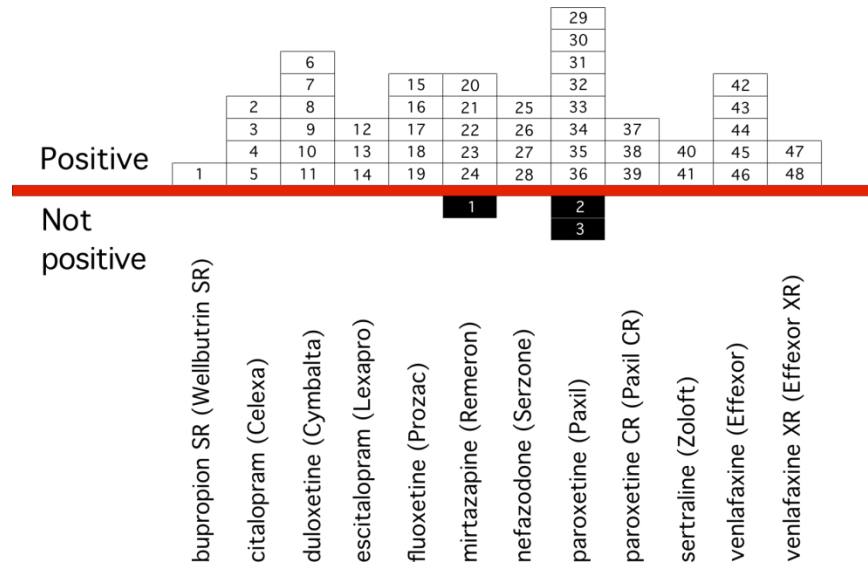 29
6 30
7 31
15 20 32 42
2 8 16 21 25 33 43
3 9 12 17 22 26 34 37 44
4 10 13 18 23 27 35 38 40 45 47
Positive
1 5 11 14 19 24 28 36 39 41 46 48
Not
positive
1 2
3
bupropion SR (Wellbutrin SR)
citalopram (Celexa)
duloxetine (Cymbalta)
escitalopram (Lexapro)
fluoxetine (Prozac)
mirtazapine (Remeron)
nefazodone (Serzone)
paroxetine (Paxil)
paroxetine CR (Paxil CR)
sertraline (Zoloft)
venlafaxine (Effexor)
venlafaxine XR (Effexor XR)